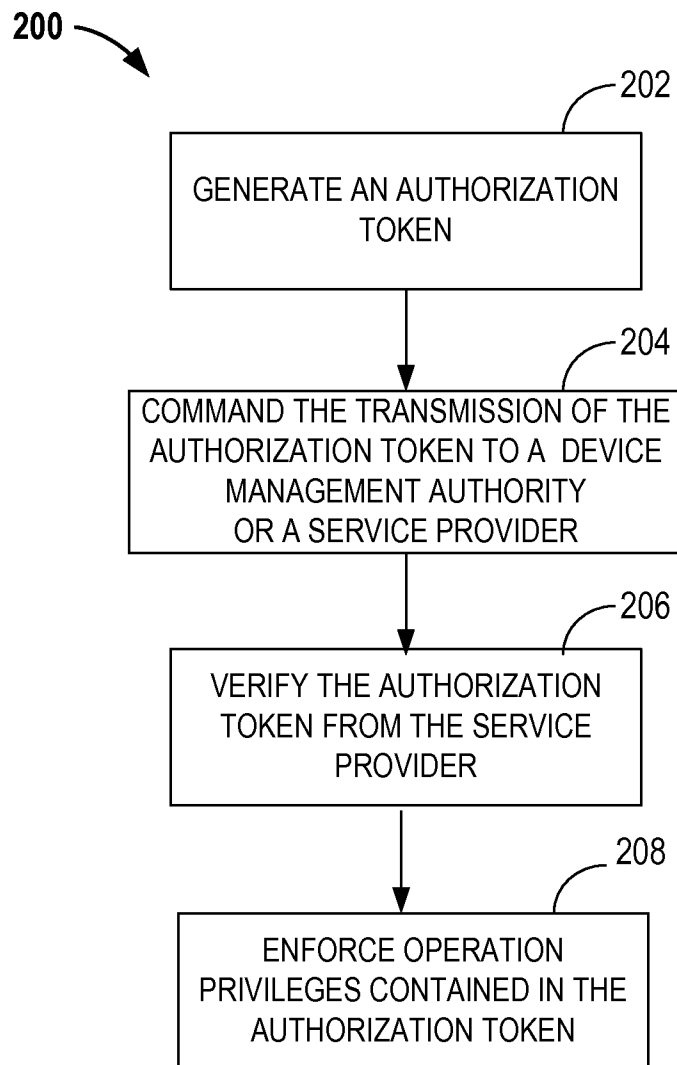 200
202
GENERATE AN AUTHORIZATION
TOKEN
204
COMMAND THE TRANSMISSION OF THE
AUTHORIZATION TOKEN TO A DEVICE
MANAGEMENT AUTHORITY
OR A SERVICE PROVIDER
206
VERIFY THE AUTHORIZATION
TOKEN FROM THE SERVICE
PROVIDER
208
ENFORCE OPERATION
PRIVILEGES CONTAINED IN THE
AUTHORIZATION TOKEN